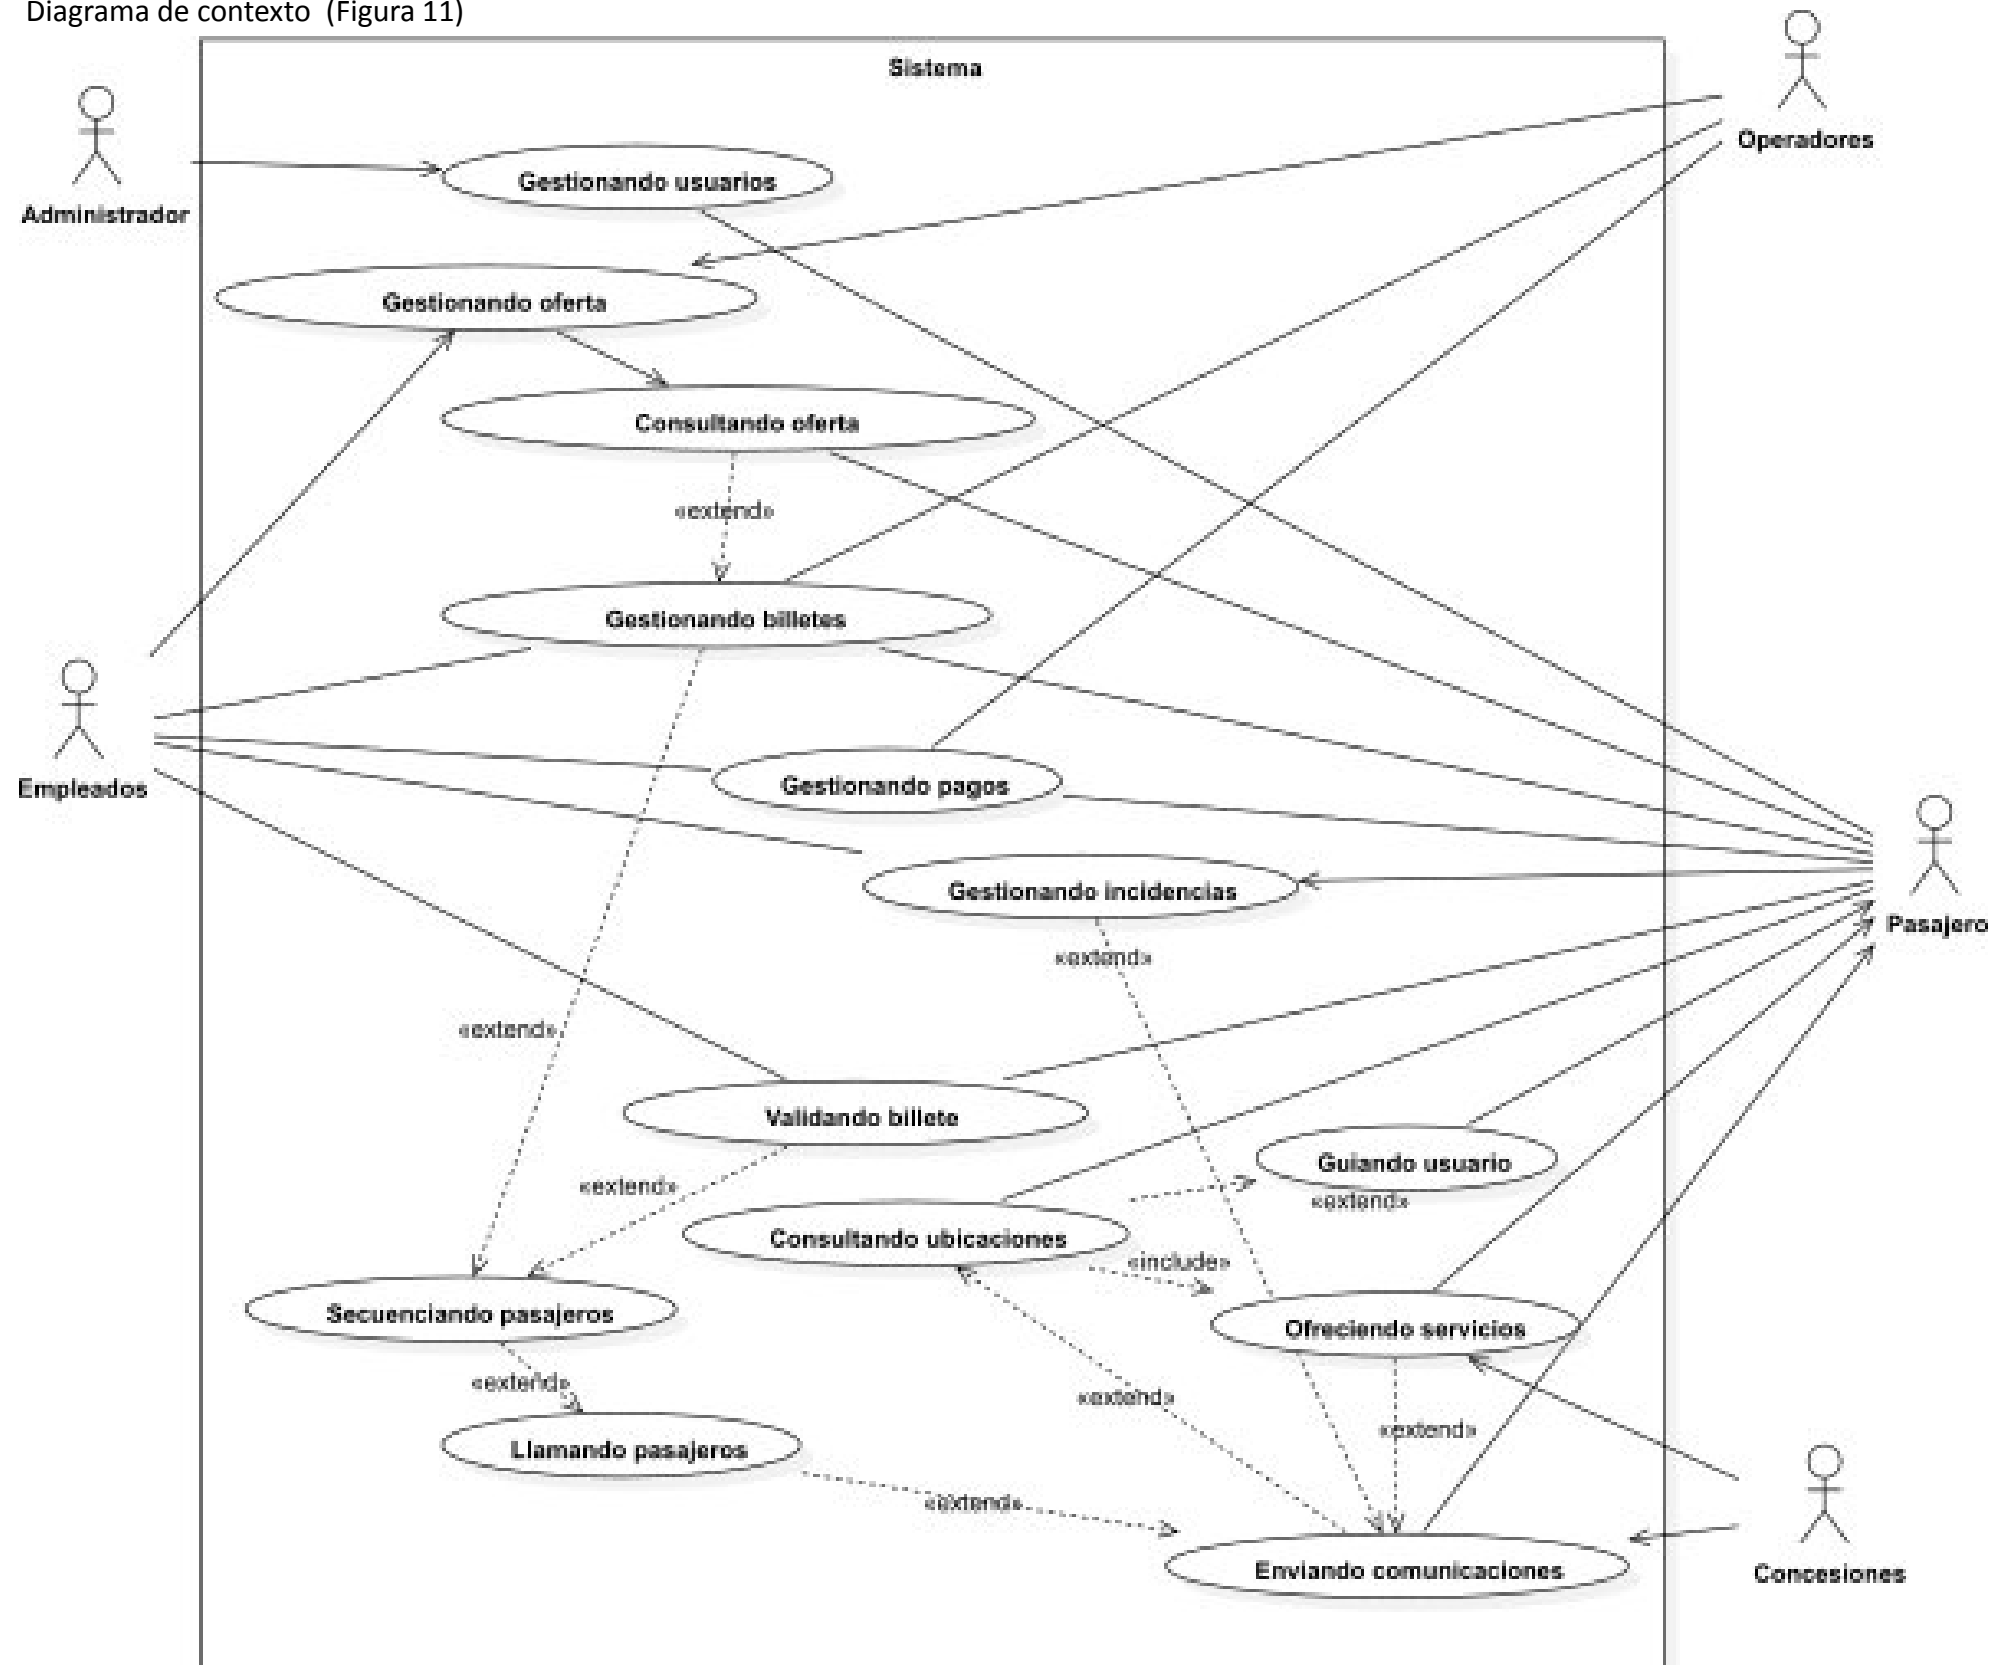 Diagrama de contexto (Figura 11)
Sistema
Operadores
Administrador
Gestionando usuarios
Gestionando oferta
Consultando oferta
«extend»
Gestionando billetes
Empleados
Gestionando pagos
Gestionando incidencias
Pasajero
«extend»
«extend»
Validando billete
Guiando usuario
«extend»
«extend»
Consultando ubicaciones
«include»
Secuenciando pasajeros
Ofreciendo servicios
«extend»
«extend»
«extend»
Llamando pasajeros
«extend»
Enviando comunicaciones
Concesiones